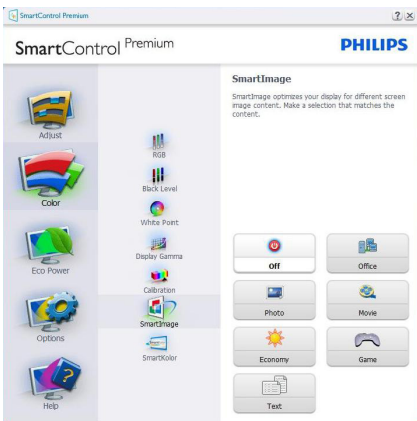 SmartControl Premium
SmartControl Premium
PHILIPS
Adjust
Color
Eco Power
Options
Help
RGB
Black Level
White Point
Display Gamma
Calibration
SmartImage
SmartKolor
SmartImage
SmartImage optimizes your display for different screen
image content. Make a selection that matches the
content.
Off
Office
Photo
Movie
Economy
Game
Text